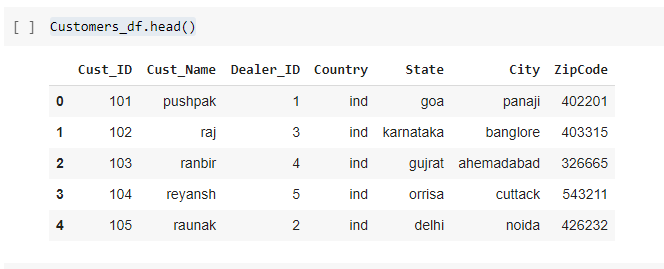 [ ] Customers_df.head()
Cust_ID Cust_Name Dealer_ID Country State City ZipCode
0 101 pushpak 1 ind goa panaji 402201
1 102 raj 3 ind karnataka banglore 403315
2 103 ranbir 4 ind gujrat ahemadabad 326665
3 104 reyansh 5 ind orrisa cuttack 543211
4 105 raunak 2 ind delhi noida 426232